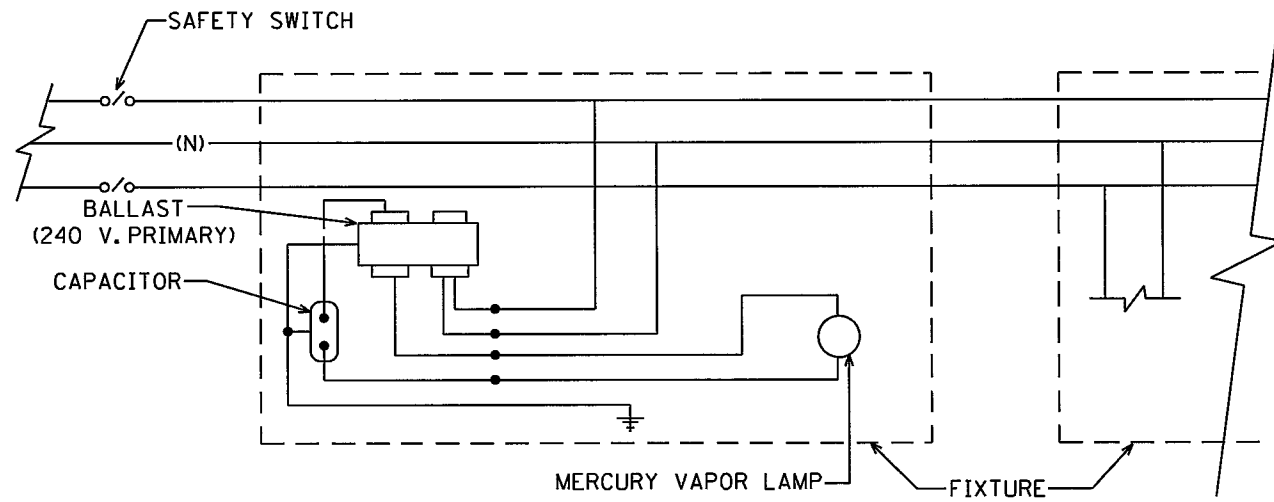 SAFETY SWITCH
(N)
BALLAST
(240 V. PRIMARY)
CAPACITOR
MERCURY VAPOR LAMP
FIXTURE